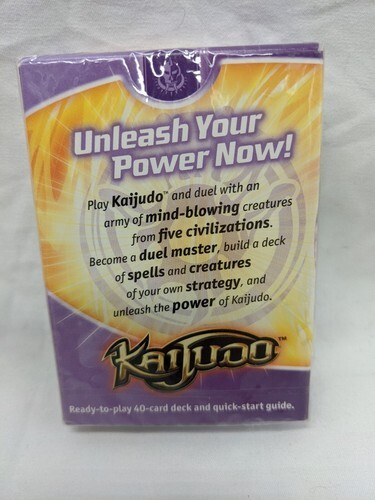 Unleash Your
Power Now!
Play Kaijudo™ and duel with an
army of mind-blowing creatures
from five civilizations.
Become a duel master, build a deck
of spells and creatures
of your own strategy, and
unleash the power of Kaijudo.
KAIJUDO™
Ready-to-play 40-card deck and quick-start guide.